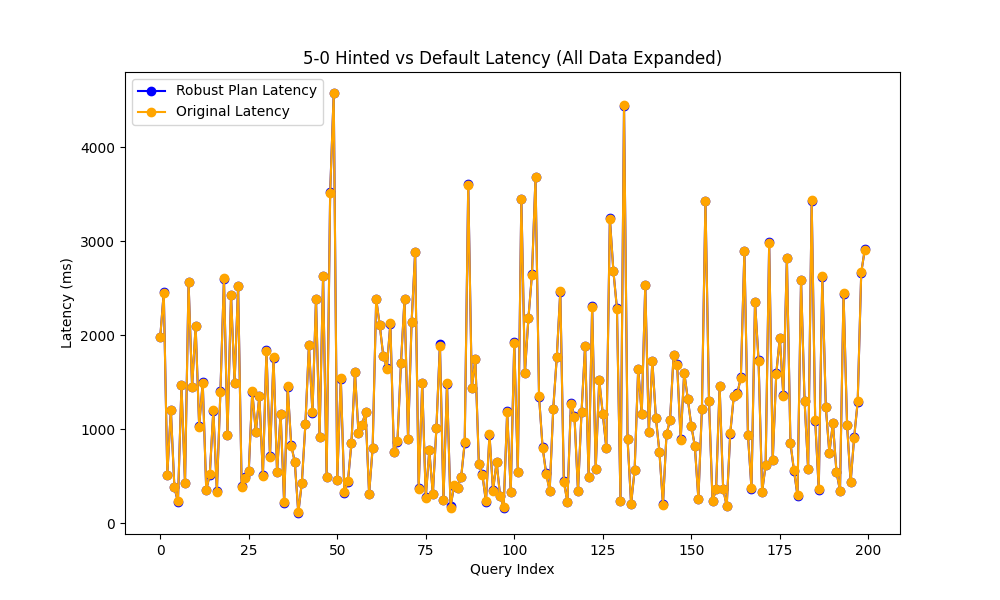 5-0 Hinted vs Default Latency (All Data Expanded)
Robust Plan Latency
Original Latency
Latency (ms)
4000
3000
2000
1000
0
0 25 50 75 100 125 150 175 200
Query Index